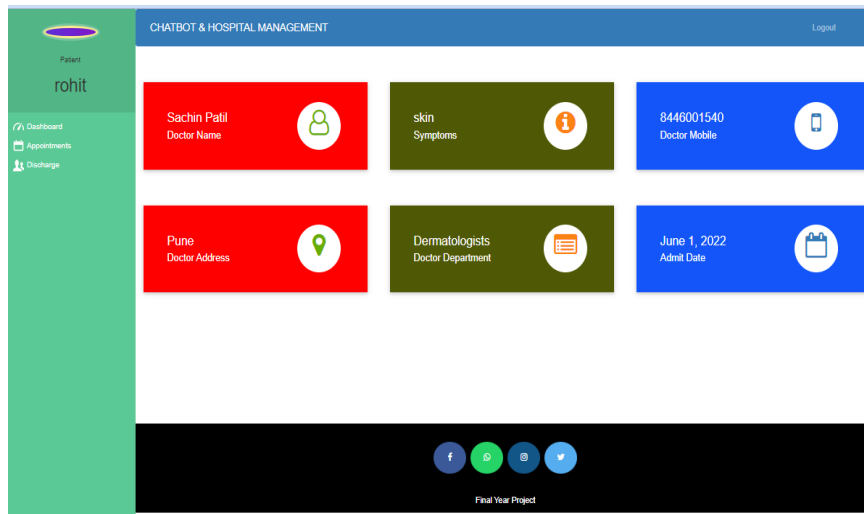 CHATBOT & HOSPITAL MANAGEMENT
Logout
Patient
rohit
Dashboard
Appointments
Discharge
Sachin Patil
Doctor Name
skin
Symptoms
8446001540
Doctor Mobile
Pune
Doctor Address
Dermatologists
Doctor Department
June 1, 2022
Admit Date
Final Year Project